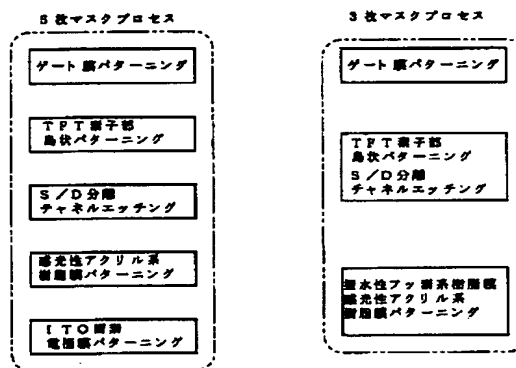 5枚マスクプロセス
ゲート膜パターニング
TFT素子部
島状パターニング
S/D分離
チャネルエッチング
感光性アクリル系
樹脂膜パターニング
ITO画素
電極膜パターニング
3枚マスクプロセス
ゲート膜パターニング
TFT素子部
島状パターニング
S/D分離
チャネルエッチング
撥水性フッ素系樹脂膜
感光性アクリル系
樹脂膜パターニング